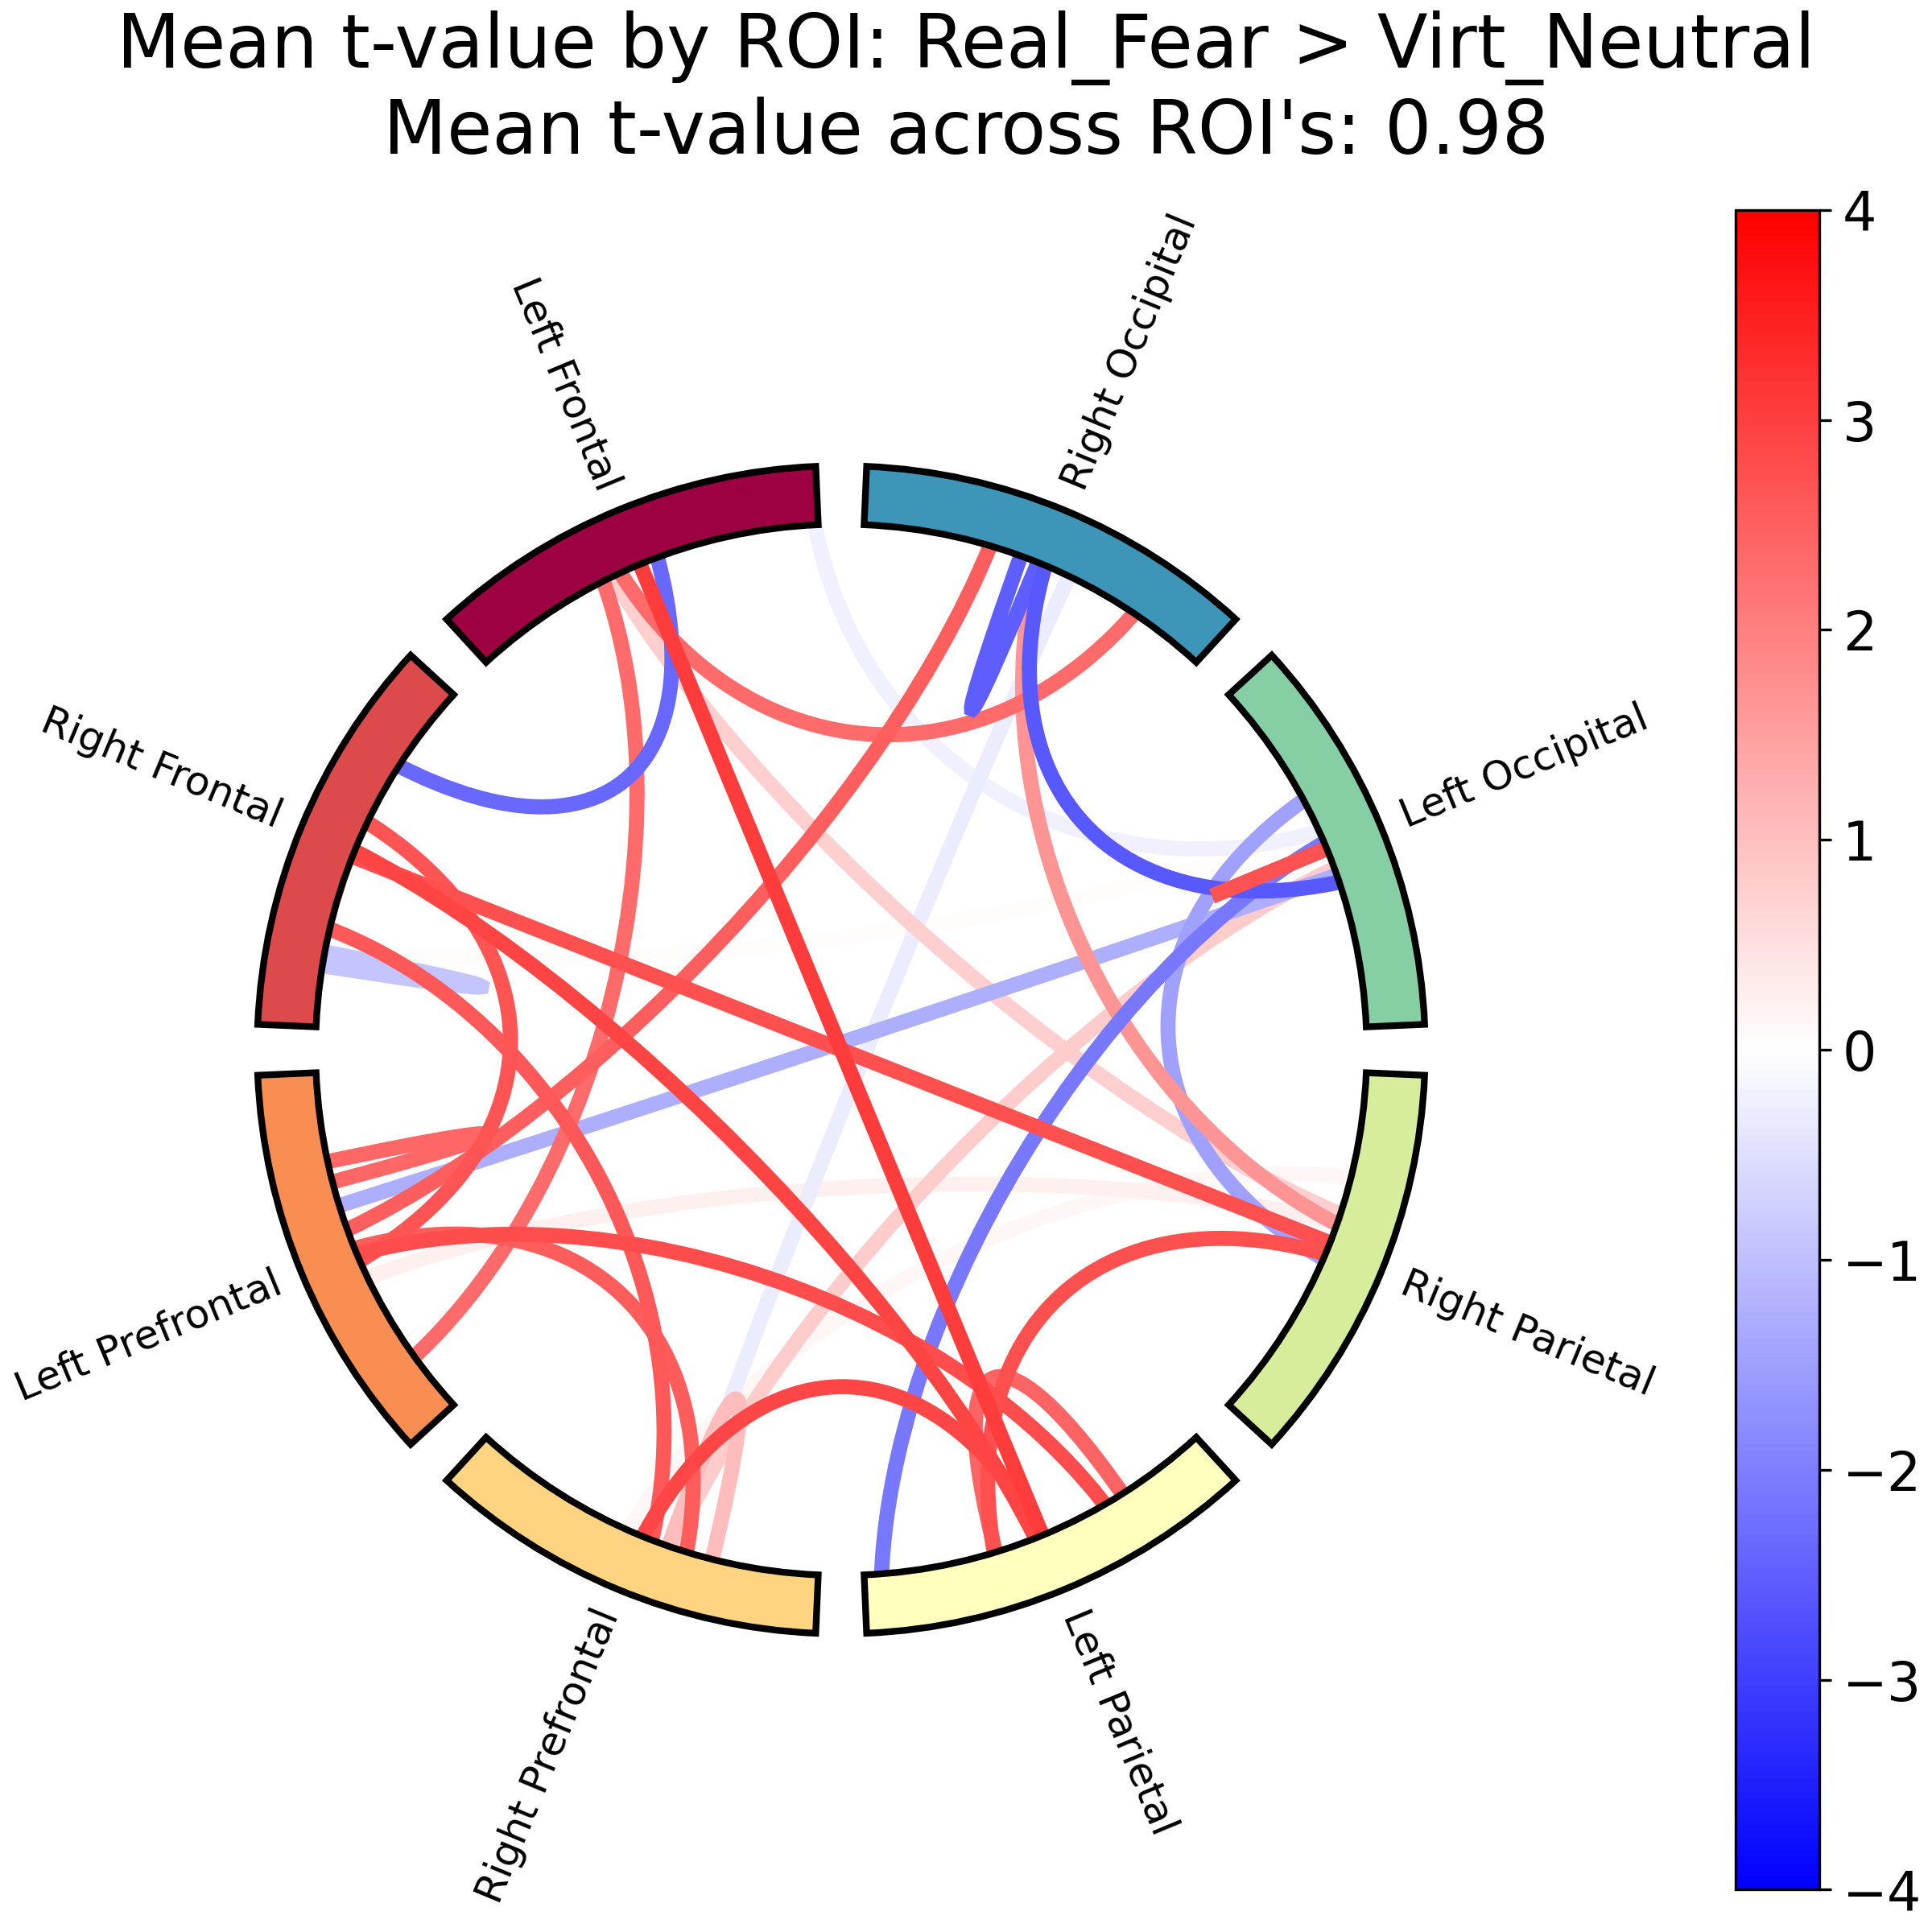 Mean t-value by ROI: Real_Fear > Virt_Neutral
Mean t-value across ROI's: 0.98
Left Frontal
Right Occipital
Right Frontal
Left Occipital
Left Prefrontal
Right Parietal
Right Prefrontal
Left Parietal
4
3
2
1
0
−1
−2
−3
−4